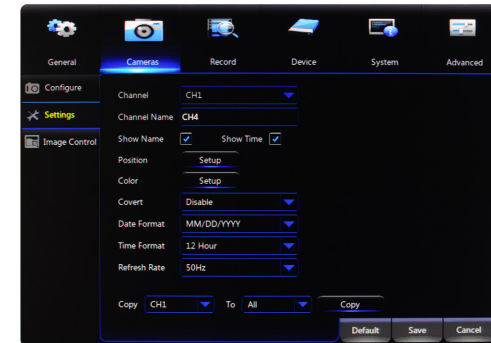 General Cameras Record Device System Advanced
Configure
Settings
Image Control
Channel CH1
Channel Name CH4
Show Name Show Time
Position Setup
Color Setup
Covert Disable
Date Format MM/DD/YYYY
Time Format 12 Hour
Refresh Rate 50Hz
Copy CH1 To All Copy
Default Save Cancel